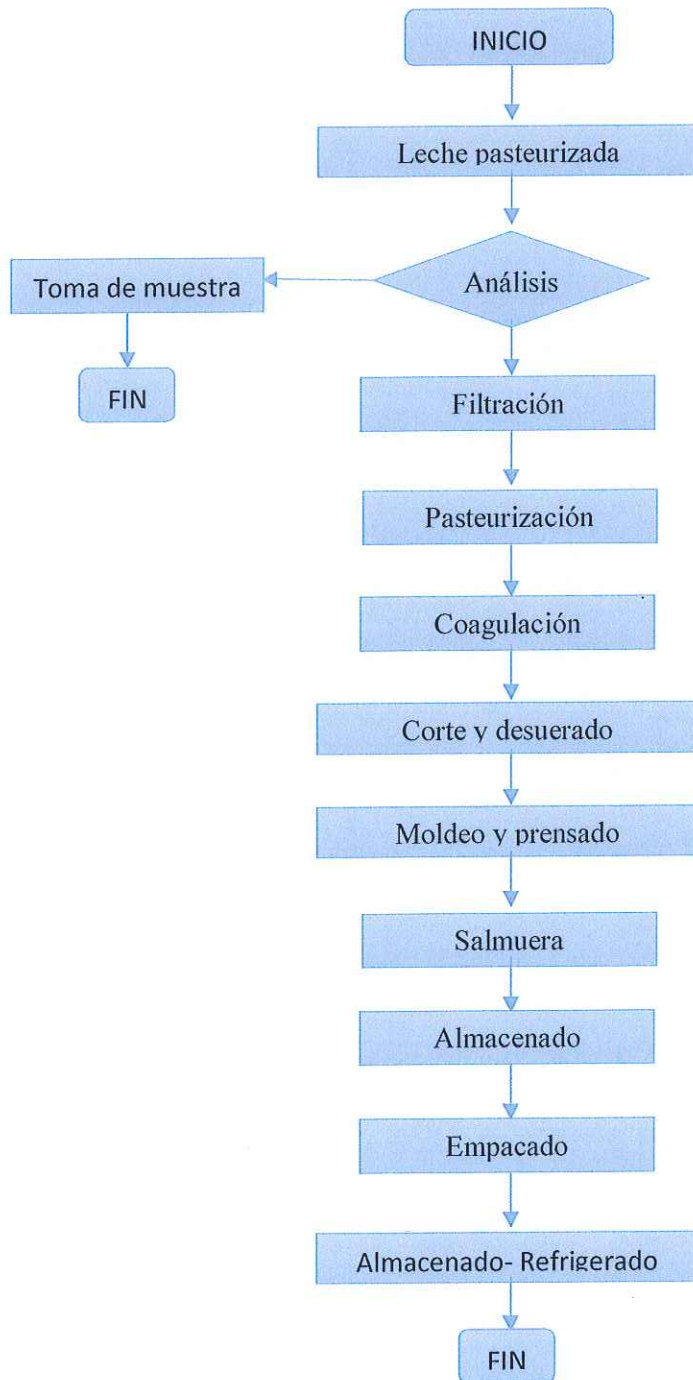 INICIO
Leche pasteurizada
Análisis
Toma de muestra
FIN
Filtración
Pasteurización
Coagulación
Corte y desuerado
Moldeo y prensado
Salmuera
Almacenado
Empacado
Almacenado- Refrigerado
FIN